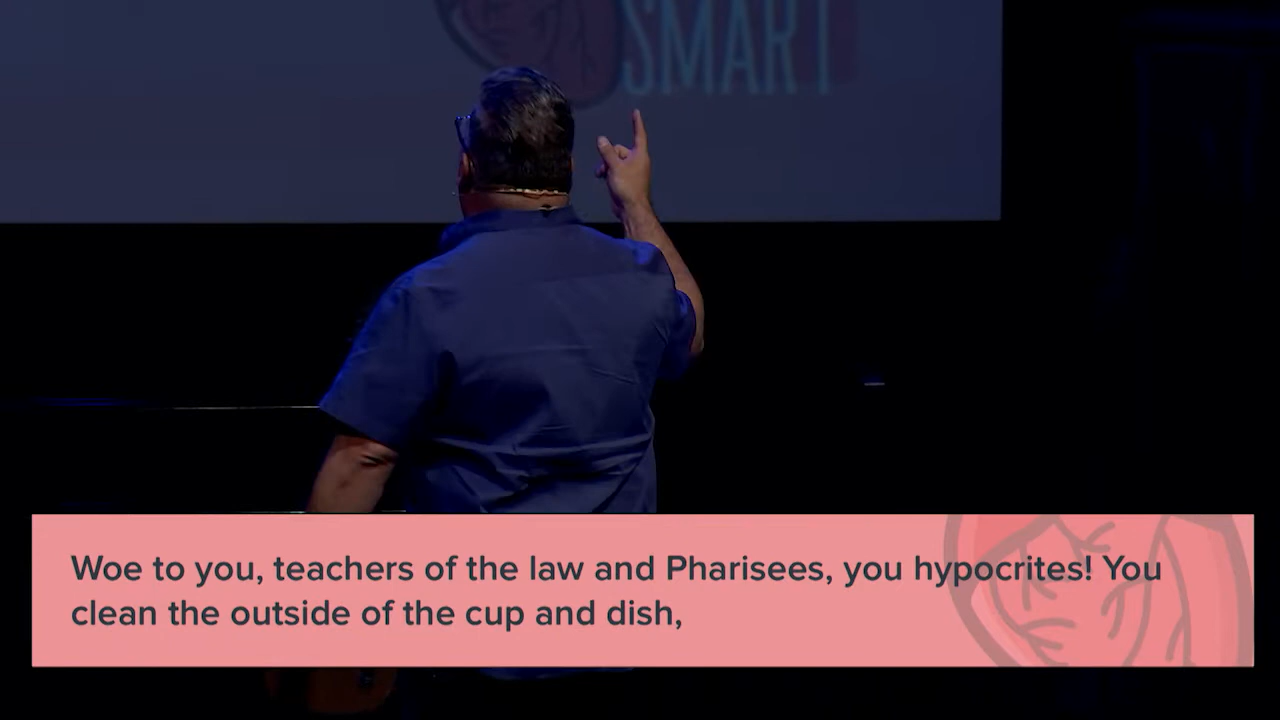 SMART
Woe to you, teachers of the law and Pharisees, you hypocrites! You
clean the outside of the cup and dish,